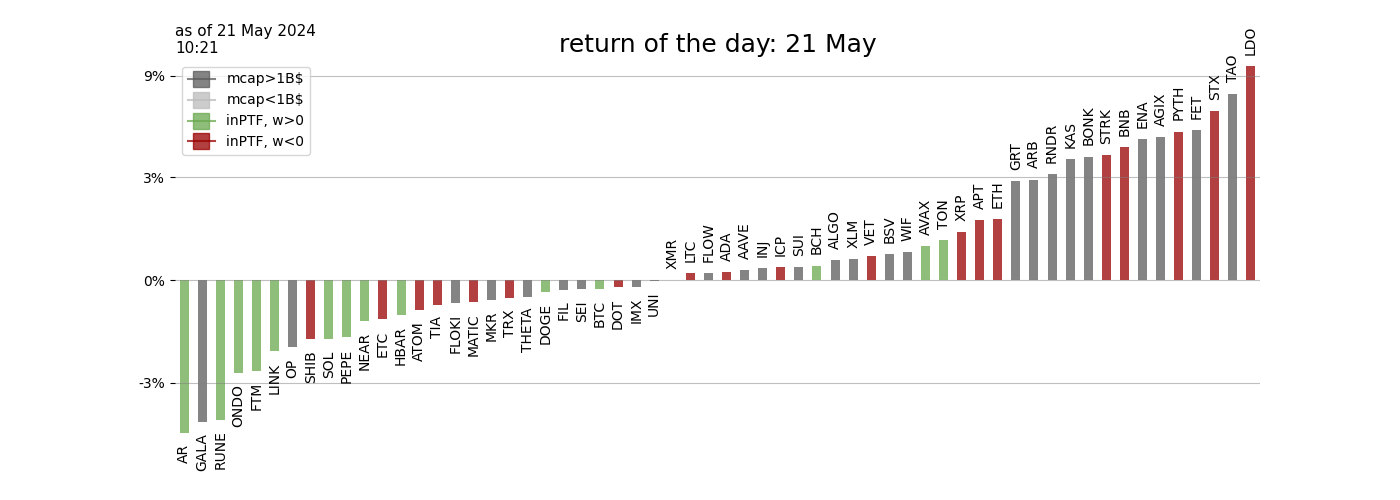 as of 21 May 2024
10:21
return of the day: 21 May
mcap>1B$
mcap<1B$
inPTF, w>0
inPTF, w<0
9%
3%
0%
-3%
AR
GALA
RUNE
ONDO
FTM
LINK
OP
SHIB
SOL
PEPE
NEAR
ETC
HBAR
ATOM
TIA
FLOKI
MATIC
MKR
TRX
THETA
DOGE
FIL
SEI
BTC
DOT
IMX
UNI
XMR
LTC
FLOW
ADA
AAVE
INJ
ICP
SUI
BCH
ALGO
XLM
VET
BSV
WIF
AVAX
TON
XRP
APT
ETH
GRT
ARB
RNDR
KAS
BONK
STRK
BNB
ENA
AGIX
PYTH
FET
STX
TAO
LDO